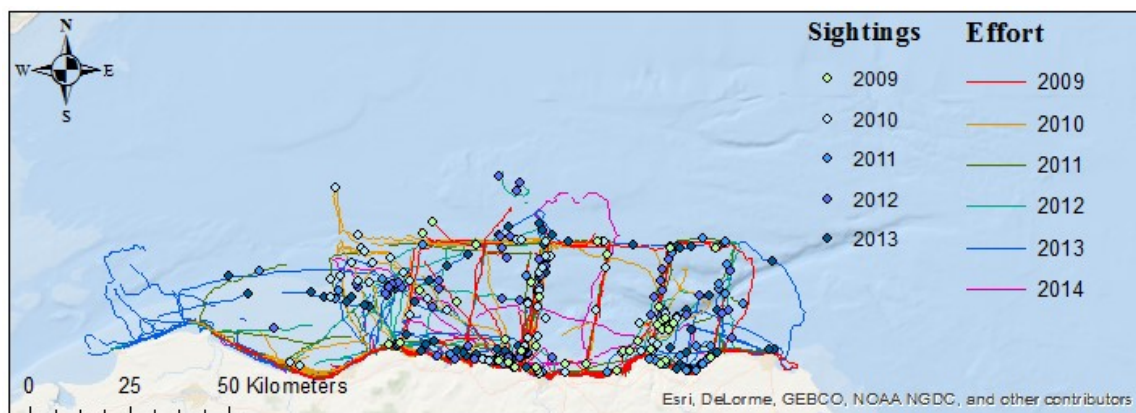 N
W E
S
Sightings
2009
2010
2011
2012
2013
Effort
2009
2010
2011
2012
2013
2014
0 25 50 Kilometers
Esri, DeLorme, GEBCO, NOAA NGDC, and other contributors